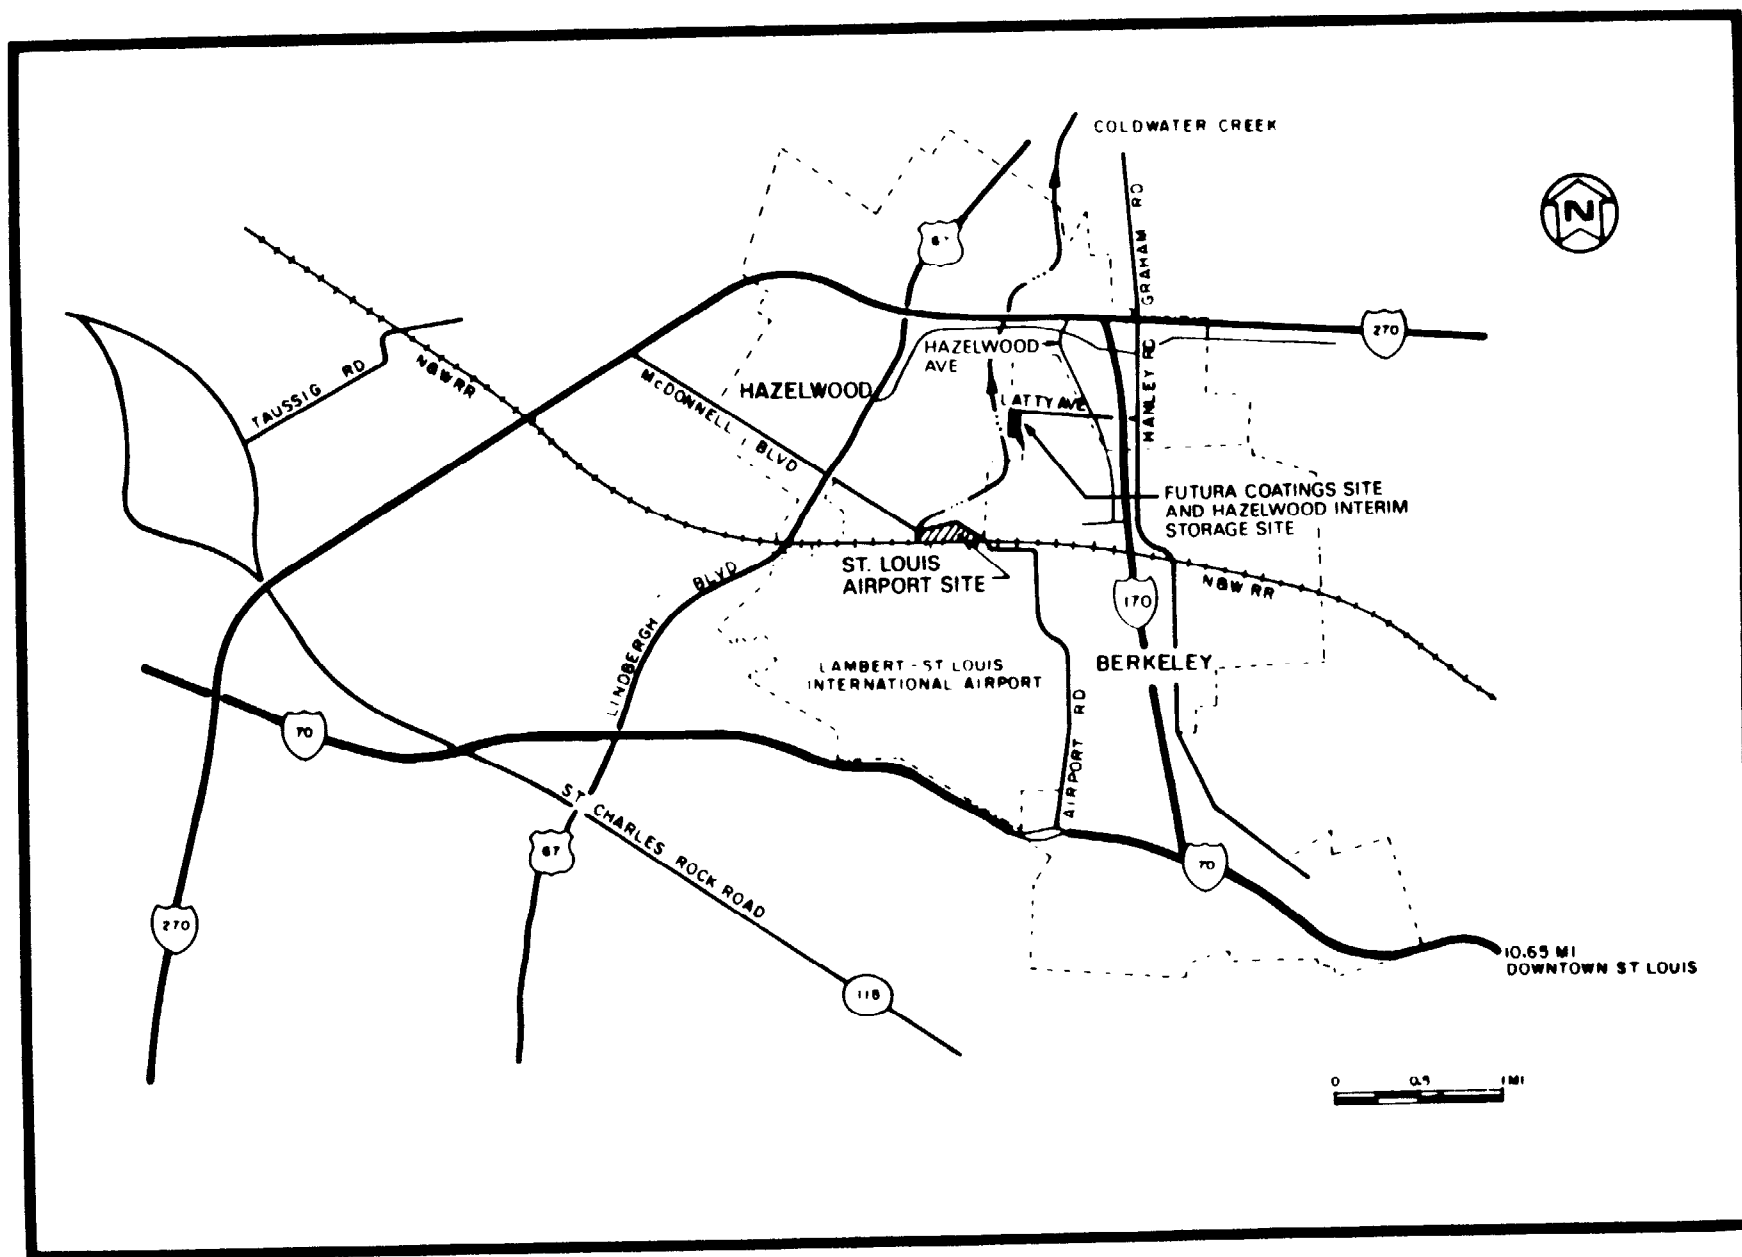 COLDWATER CREEK
N
GRAHAM RD
270
TAUSSIG RD
N&W RR
HAZELWOOD
AVE
HAZELWOOD
McDONNELL BLVD
HANLEY RD
LATTY AVE
FUTURA COATINGS SITE
AND HAZELWOOD INTERIM
STORAGE SITE
ST. LOUIS
AIRPORT SITE
N&W RR
170
LINDBERGH BLVD
BERKELEY
LAMBERT-ST LOUIS
INTERNATIONAL AIRPORT
AIRPORT RD
70
ST. CHARLES ROCK ROAD
67
70
270
10.65 MI
DOWNTOWN ST LOUIS
0 0.5 1 MI